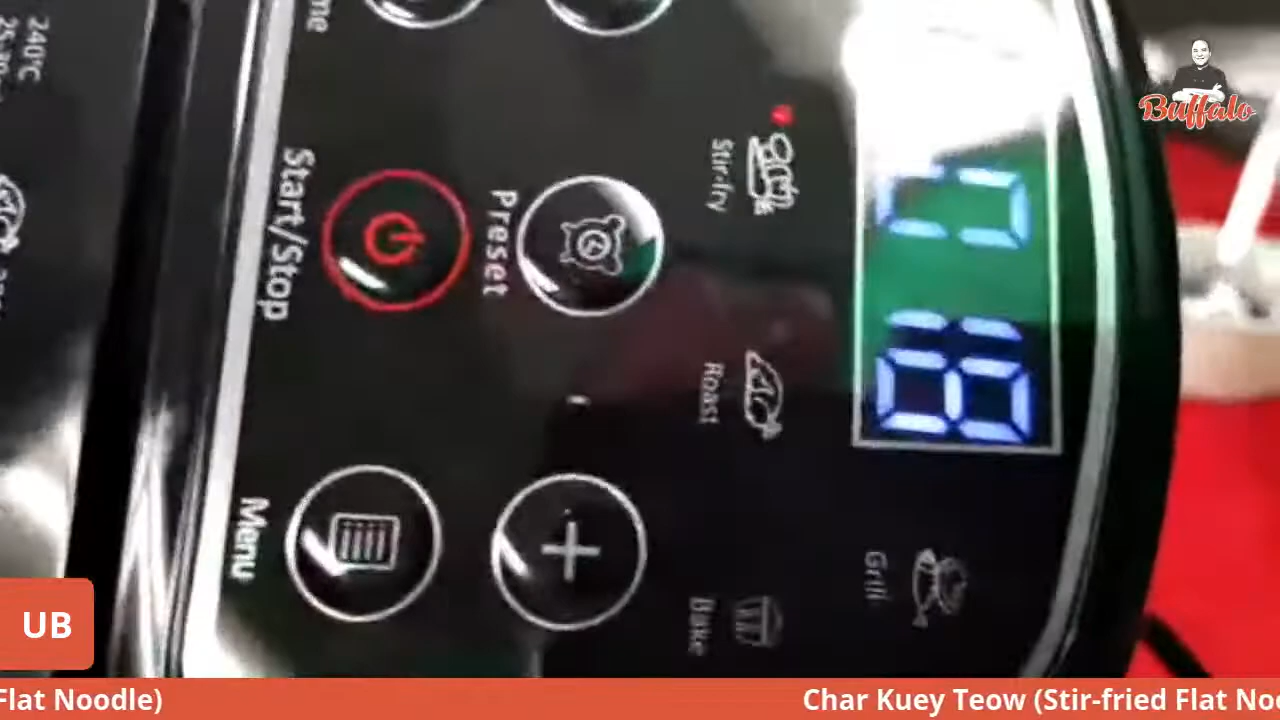 Buffalo
240°C
me
Start/Stop
Preset
Menu
Stir-fry
Roast
Grill
Bake
UB
Flat Noodle)
Char Kuey Teow (Stir-fried Flat Noo